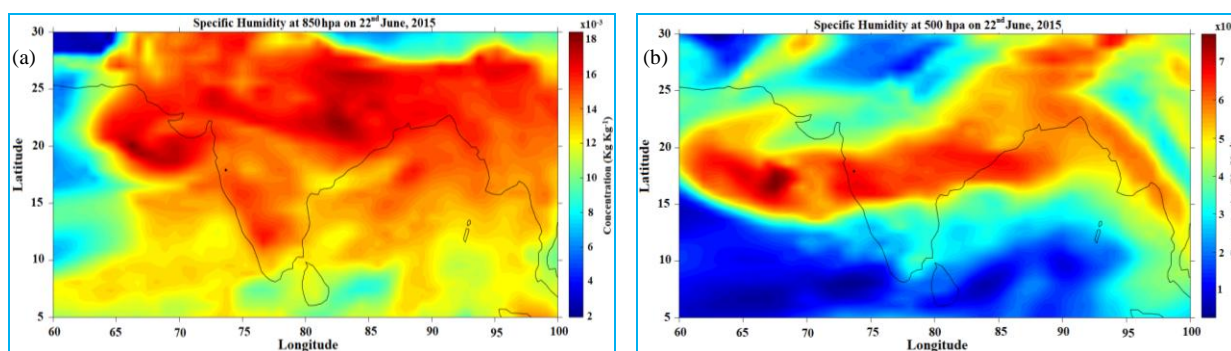 Specific Humidity at 850 hpa on 22nd June, 2015
(a)
x10-3
30
25
20
15
10
5
Latitude
60 65 70 75 80 85 90 95 100
Longitude
18
16
14
12
10
8
6
4
2
Concentration (Kg Kg-1)
Specific Humidity at 500 hpa on 22nd June, 2015
(b)
x10
30
25
20
15
10
5
Latitude
60 65 70 75 80 85 90 95 100
Longitude
7
6
5
4
3
2
1